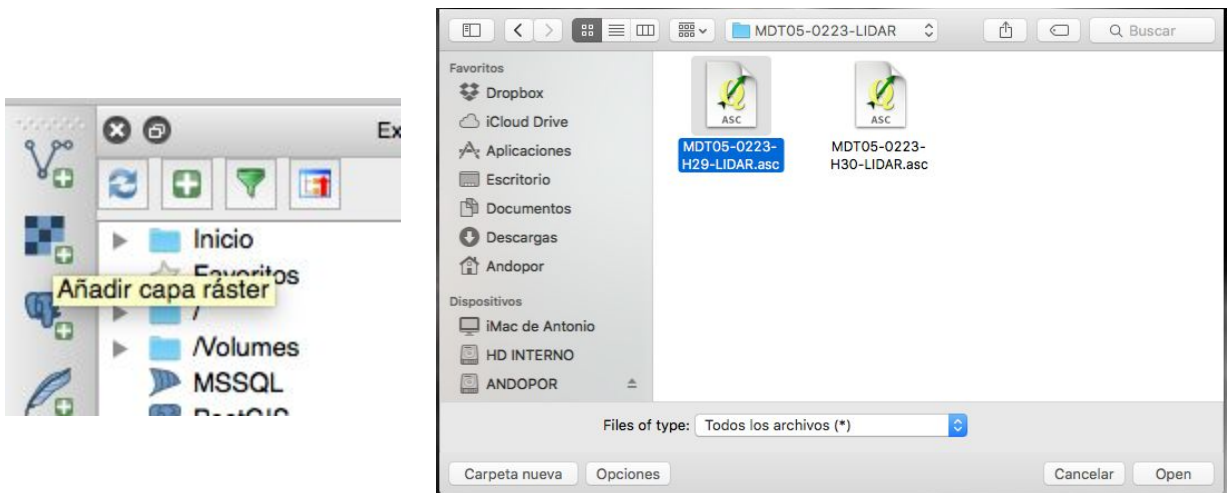 Ex
Inicio
Favoritos
Añadir capa ráster
/
/Volumes
MSSQL
PostGIS
MDT05-0223-LIDAR
Buscar
Favoritos
Dropbox
iCloud Drive
Aplicaciones
Escritorio
Documentos
Descargas
Andopor
Dispositivos
iMac de Antonio
HD INTERNO
ANDOPOR
ASC
MDT05-0223-
H29-LIDAR.asc
ASC
MDT05-0223-
H30-LIDAR.asc
Files of type: Todos los archivos (*)
Carpeta nueva Opciones Cancelar Open